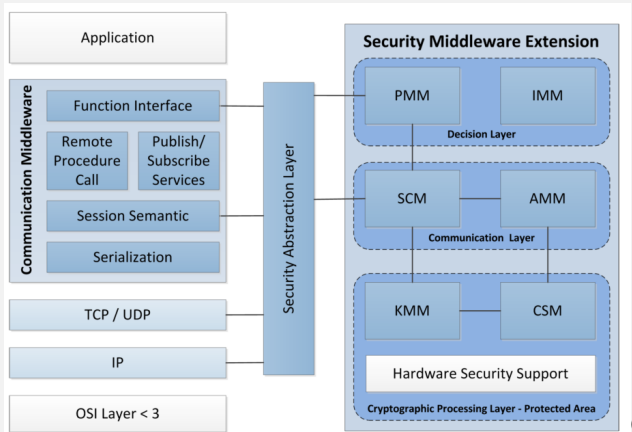 Application
Communication Middleware
Function Interface
Remote
Procedure
Call
Publish/
Subscribe
Services
Session Semantic
Serialization
TCP / UDP
IP
OSI Layer < 3
Security Abstraction Layer
Security Middleware Extension
PMM
IMM
Decision Layer
SCM
AMM
Communication Layer
KMM
CSM
Hardware Security Support
Cryptographic Processing Layer - Protected Area